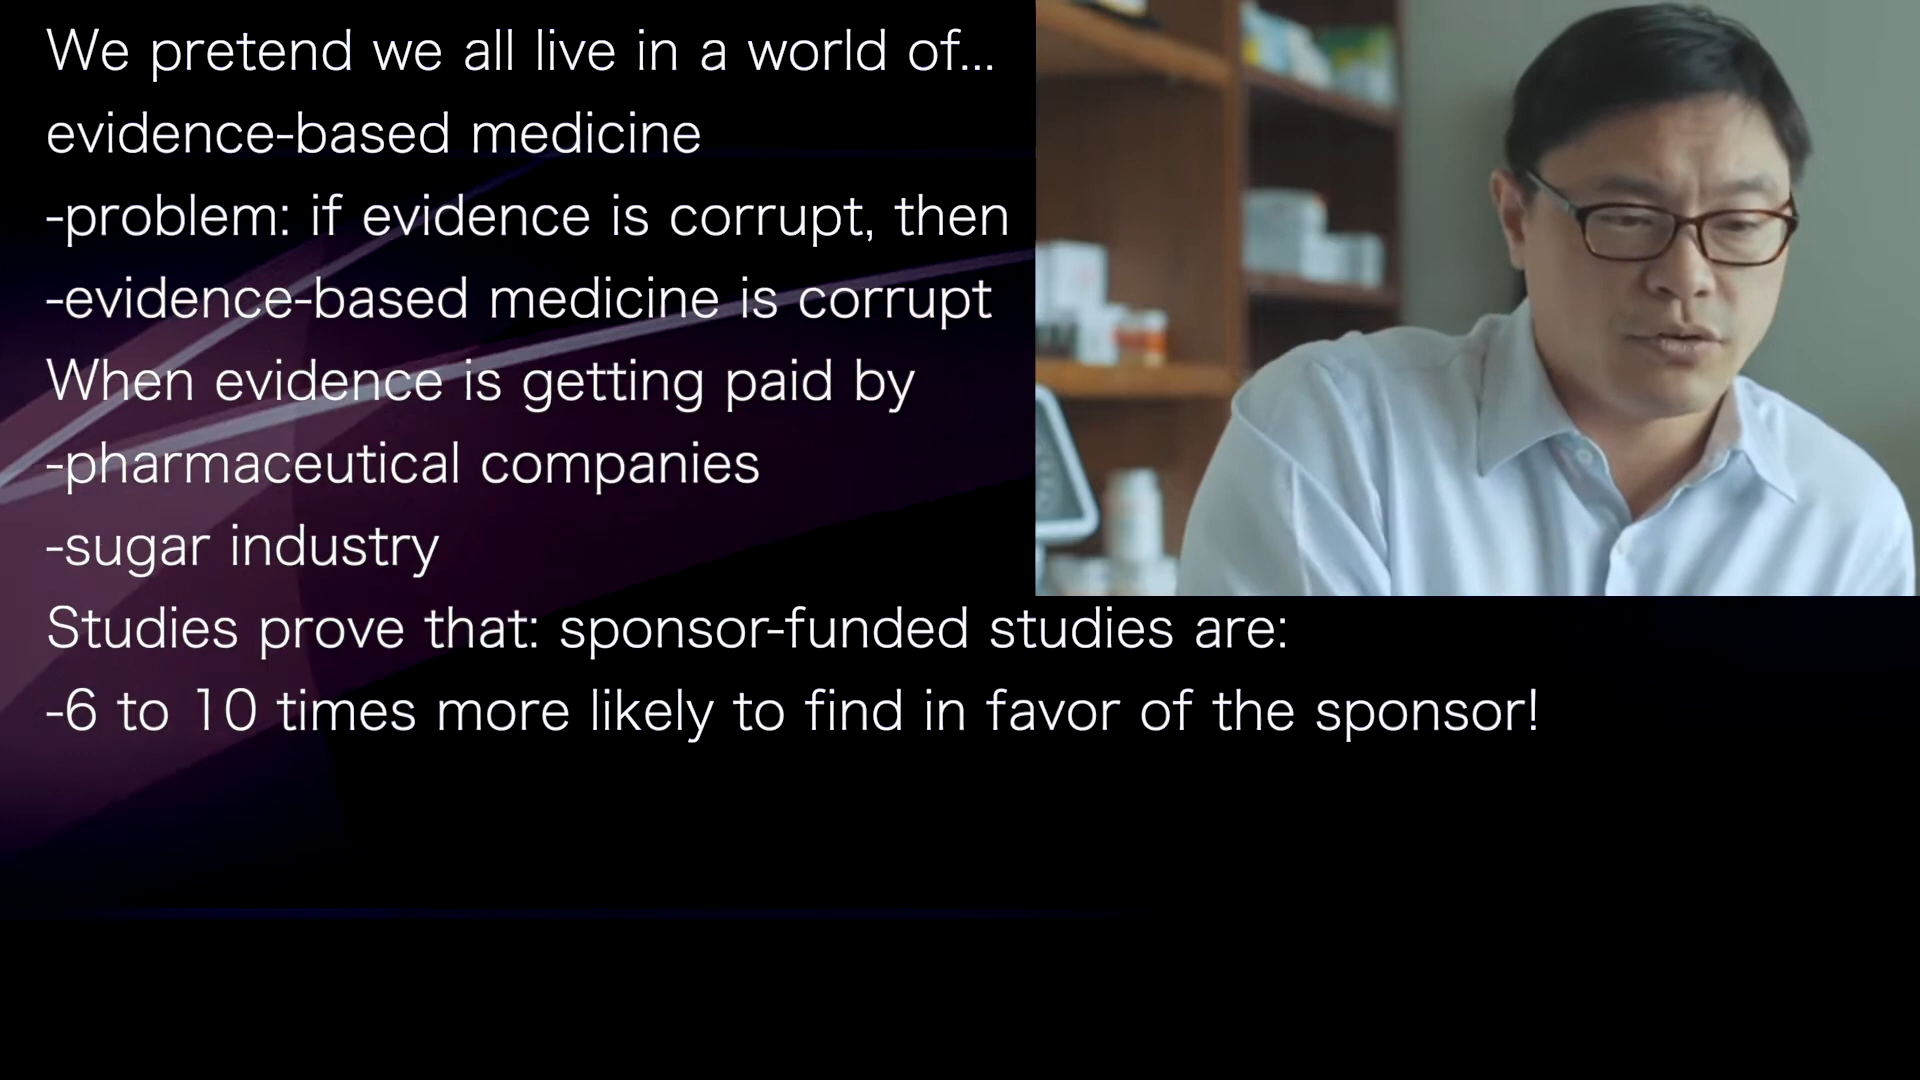 We pretend we all live in a world of...
evidence-based medicine
-problem: if evidence is corrupt, then
-evidence-based medicine is corrupt
When evidence is getting paid by
-pharmaceutical companies
-sugar industry
Studies prove that: sponsor-funded studies are:
-6 to 10 times more likely to find in favor of the sponsor!